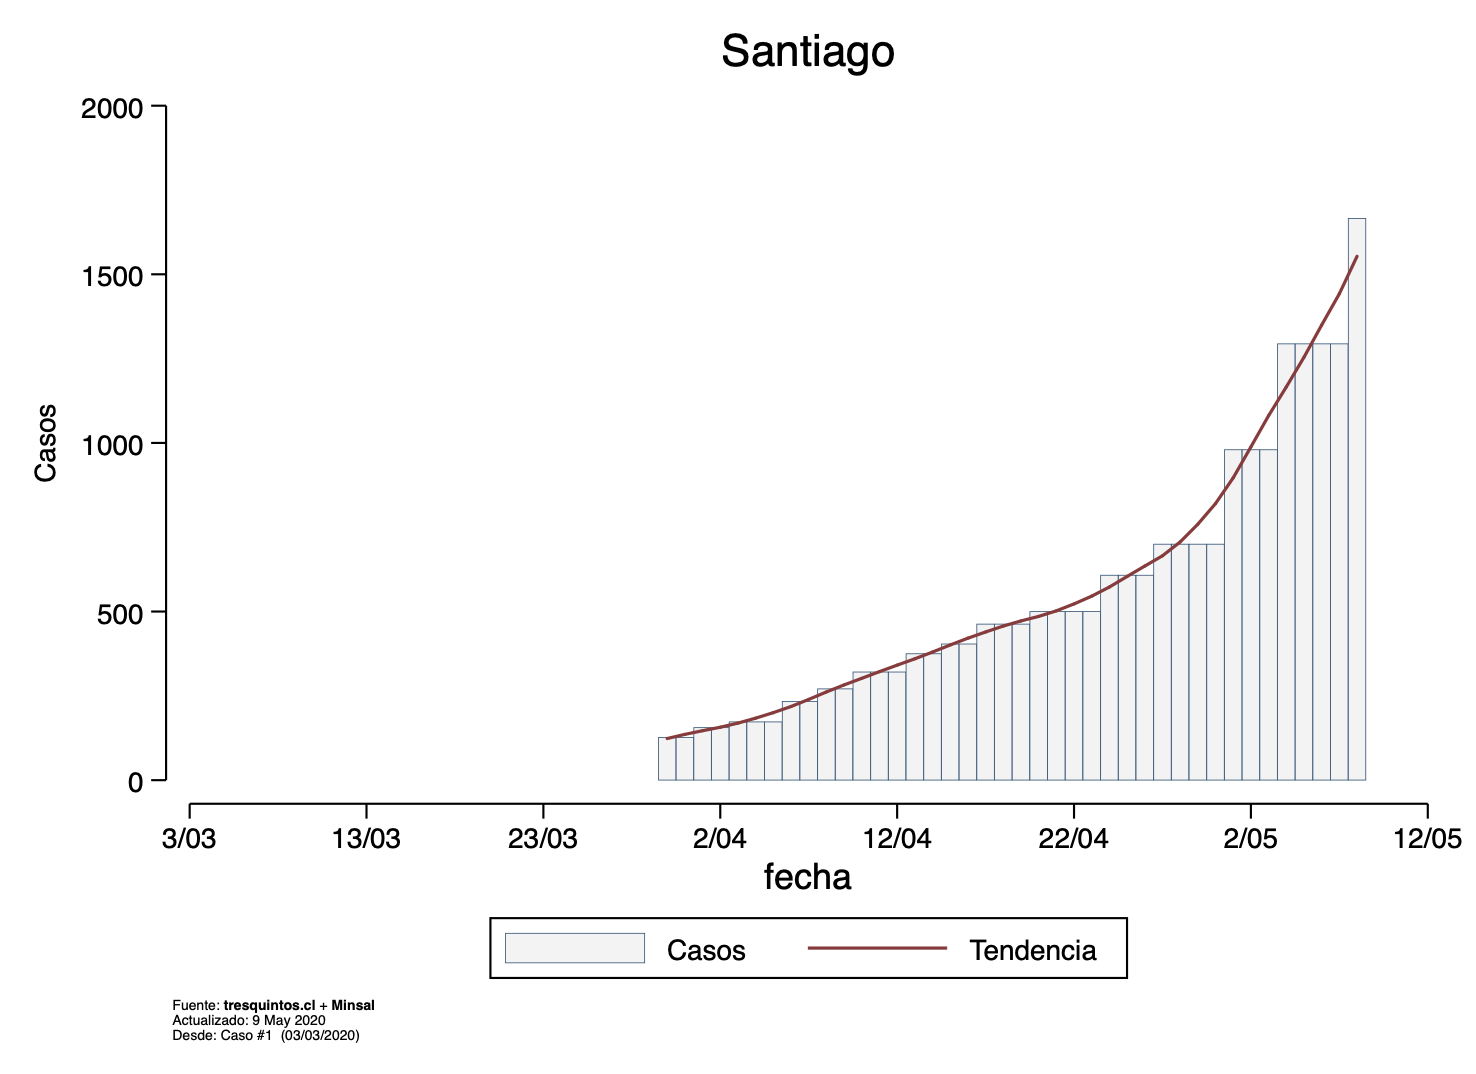 Santiago
2000
1500
1000
500
0
Casos
3/03 13/03 23/03 2/04 12/04 22/04 2/05 12/05
fecha
Casos Tendencia
Fuente: tresquintos.cl + Minsal
Actualizado: 9 May 2020
Desde: Caso #1 (03/03/2020)